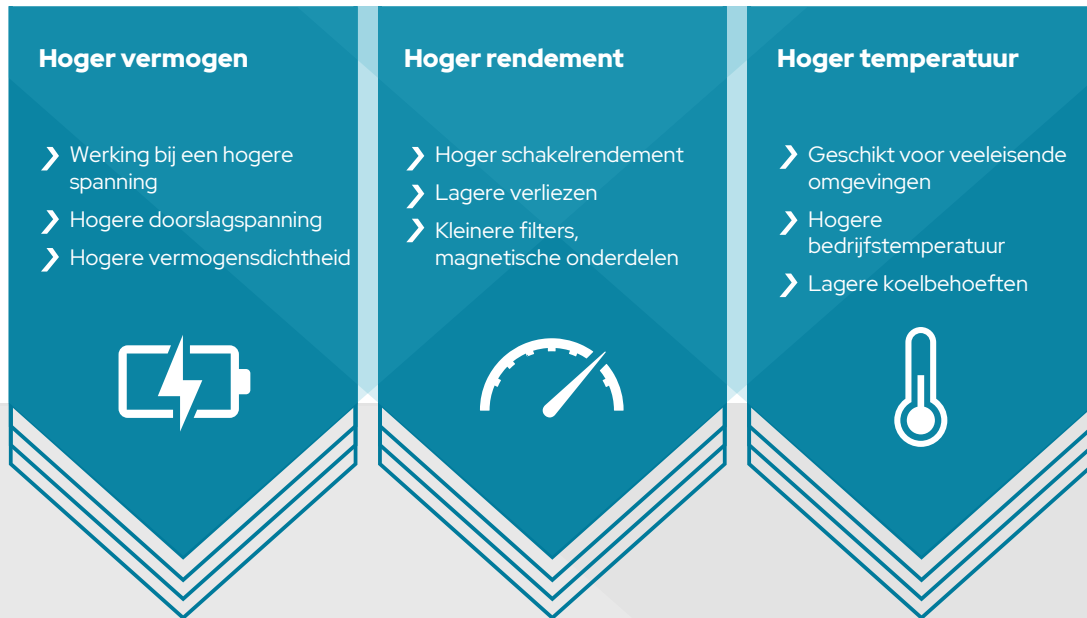 Hoger vermogen
Werking bij een hogere
spanning
Hogere doorslagspanning
Hogere vermogensdichtheid
Hoger rendement
Hoger schakelrendement
Lagere verliezen
Kleinere filters,
magnetische onderdelen
Hoger temperatuur
Geschikt voor veeleisende
omgevingen
Hogere
bedrijfstemperatuur
Lagere koelbehoeften